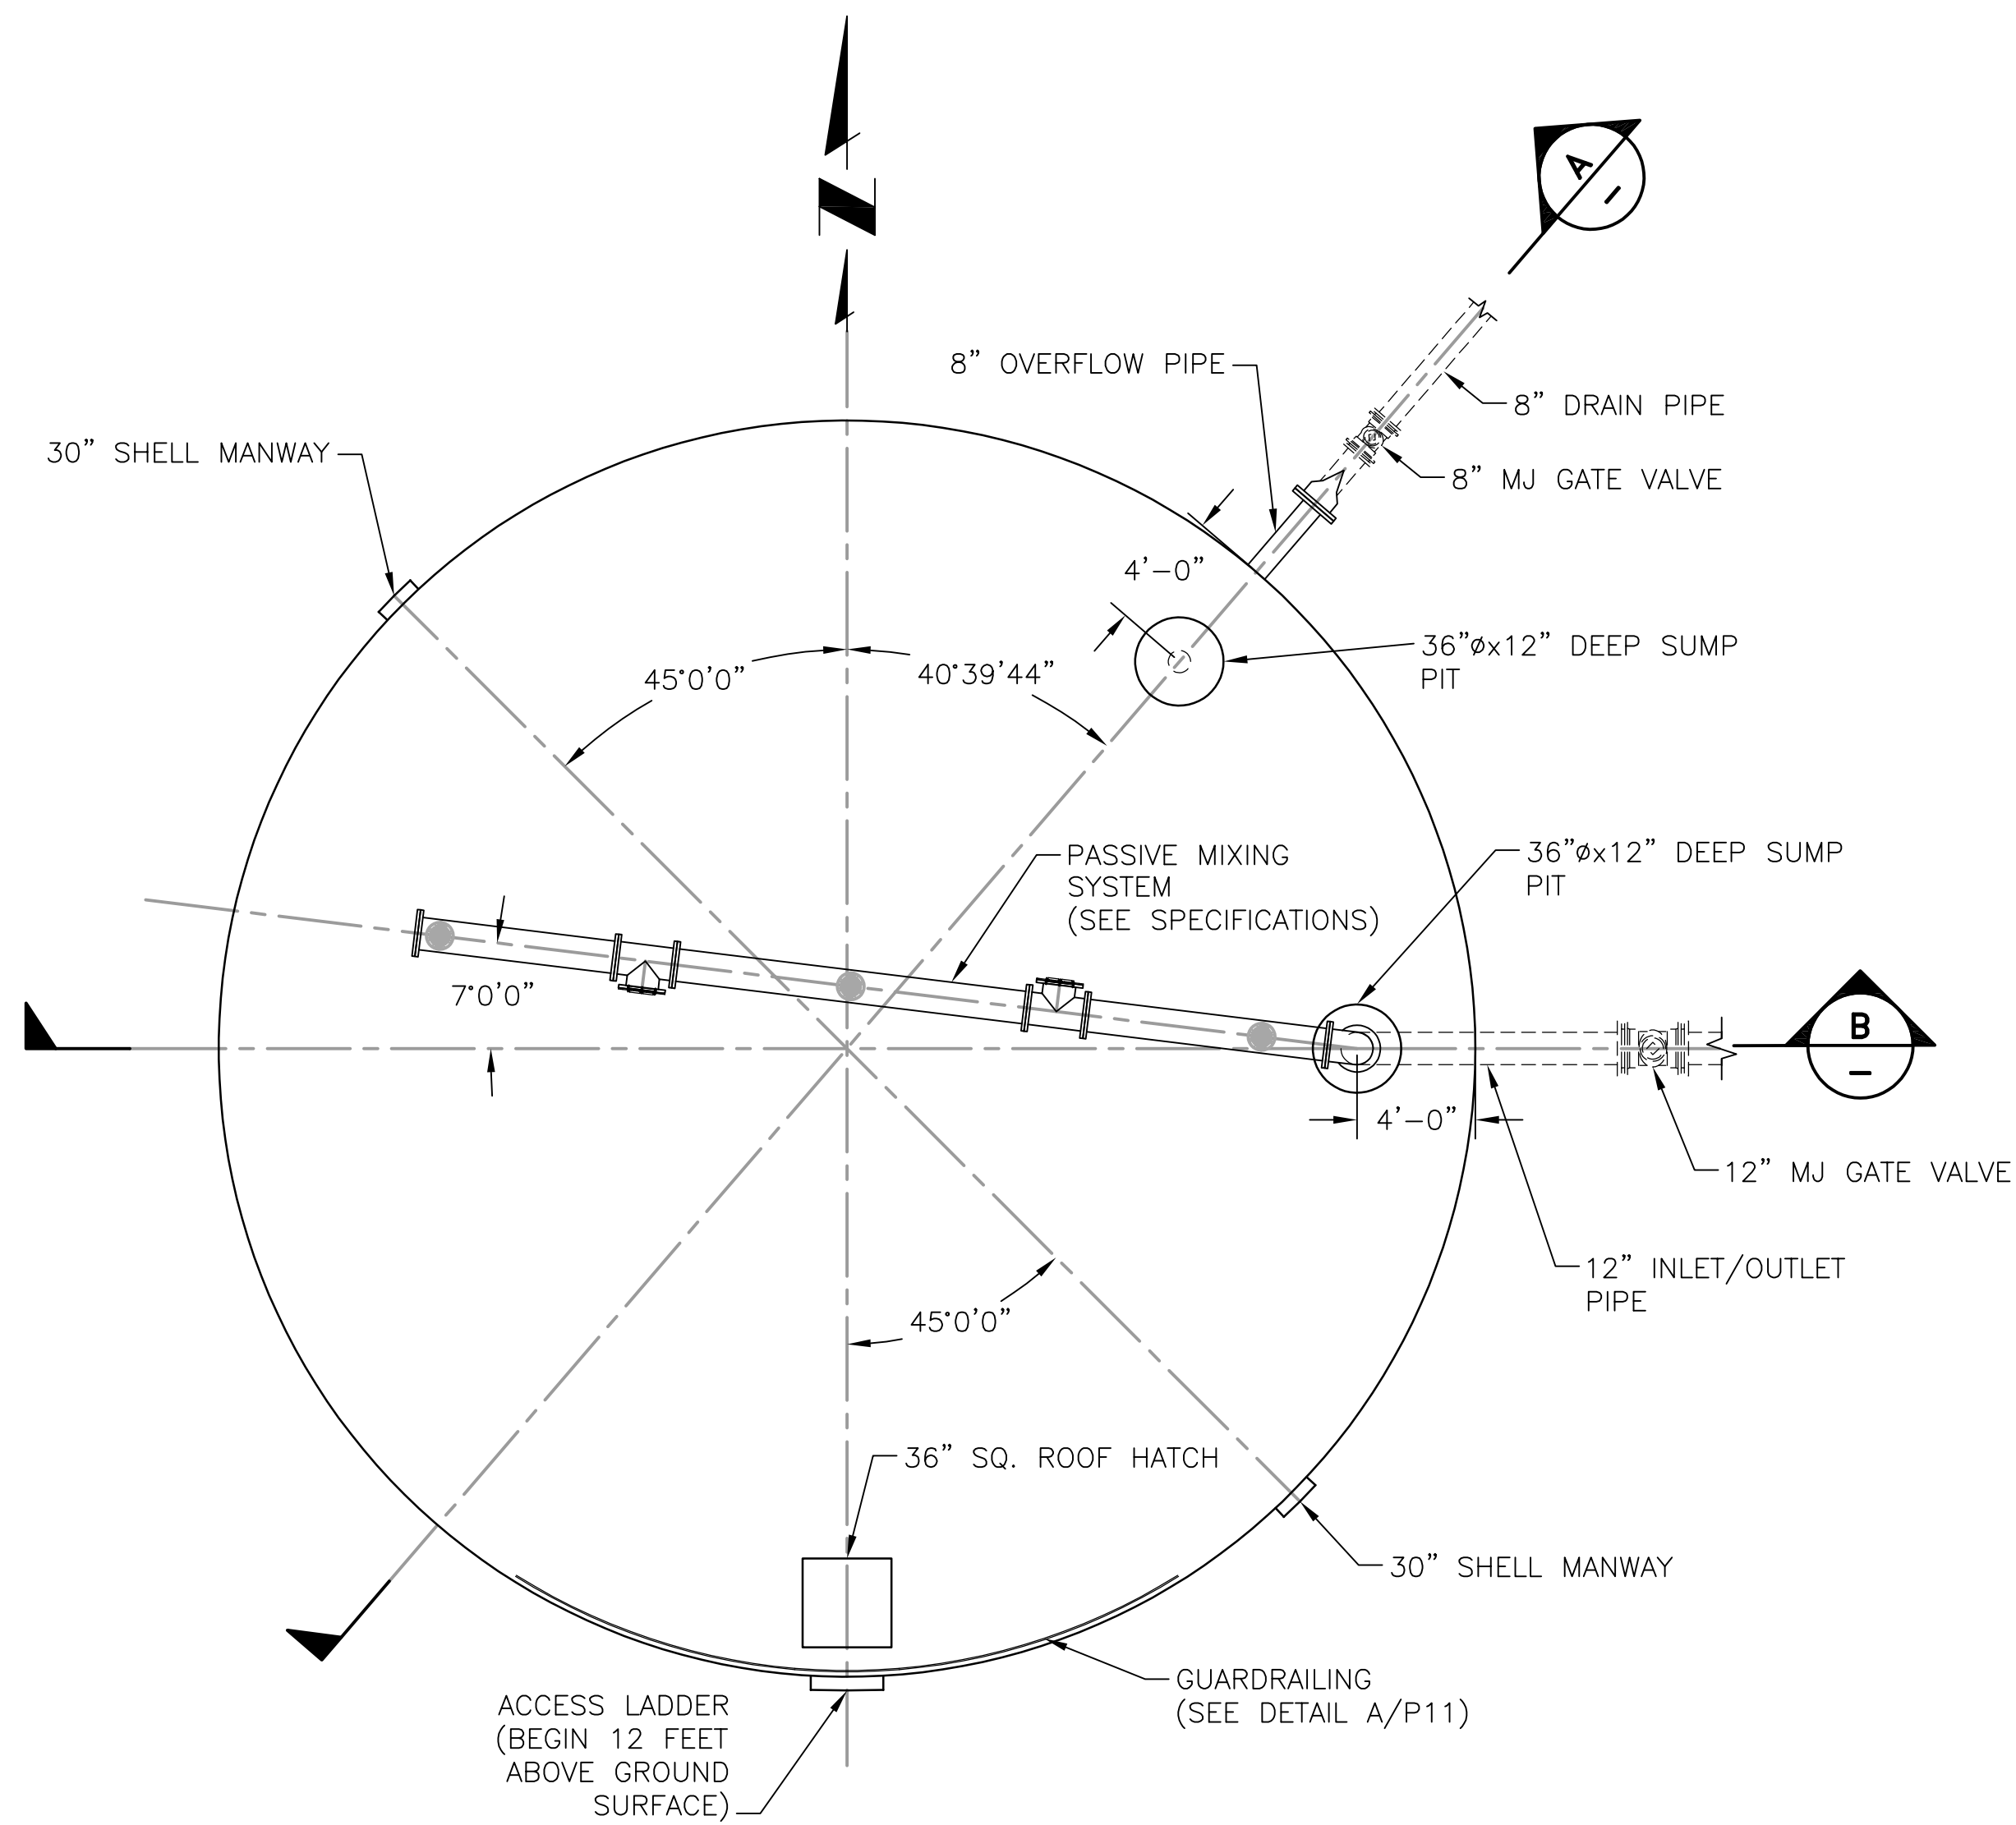 N
A
–
8” OVERFLOW PIPE
8” DRAIN PIPE
30” SHELL MANWAY
8” MJ GATE VALVE
4’–0”
36”øx12” DEEP SUMP
PIT
45°0’0”
40°39’44”
PASSIVE MIXING
SYSTEM
(SEE SPECIFICATIONS)
36”øx12” DEEP SUMP
PIT
7°0’0”
B
–
4’–0”
12” MJ GATE VALVE
12” INLET/OUTLET
PIPE
45°0’0”
36” SQ. ROOF HATCH
30” SHELL MANWAY
GUARDRAILING
(SEE DETAIL A/P11)
ACCESS LADDER
(BEGIN 12 FEET
ABOVE GROUND
SURFACE)